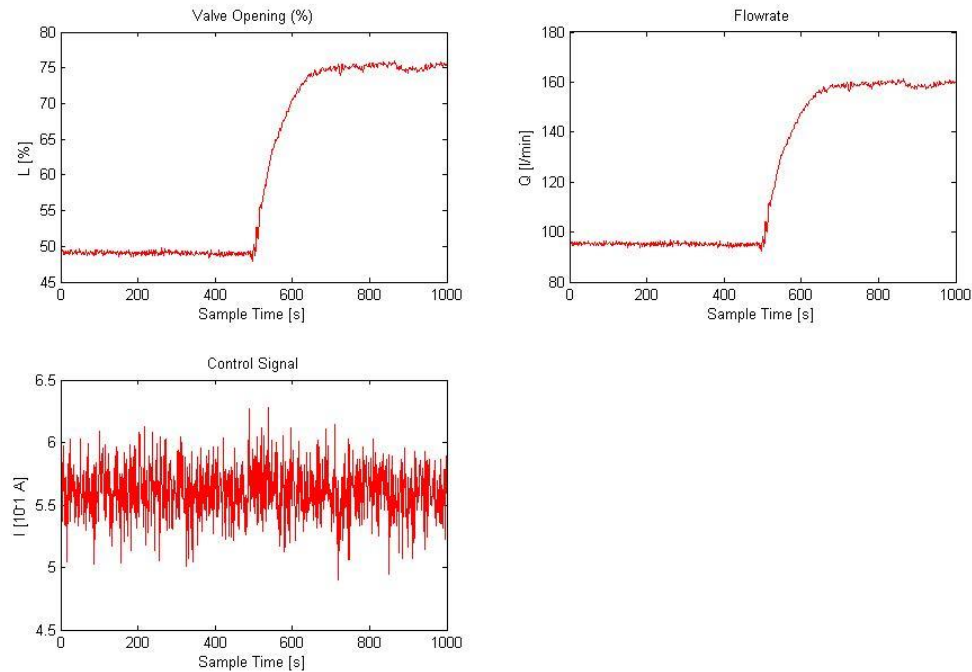 Valve Opening (%)
80
75
70
65
60
55
50
45
L [%]
0 200 400 600 800 1000
Sample Time [s]
Flowrate
180
160
140
120
100
80
Q [l/min]
0 200 400 600 800 1000
Sample Time [s]
Control Signal
6.5
6
5.5
5
4.5
I [10-1 A]
0 200 400 600 800 1000
Sample Time [s]